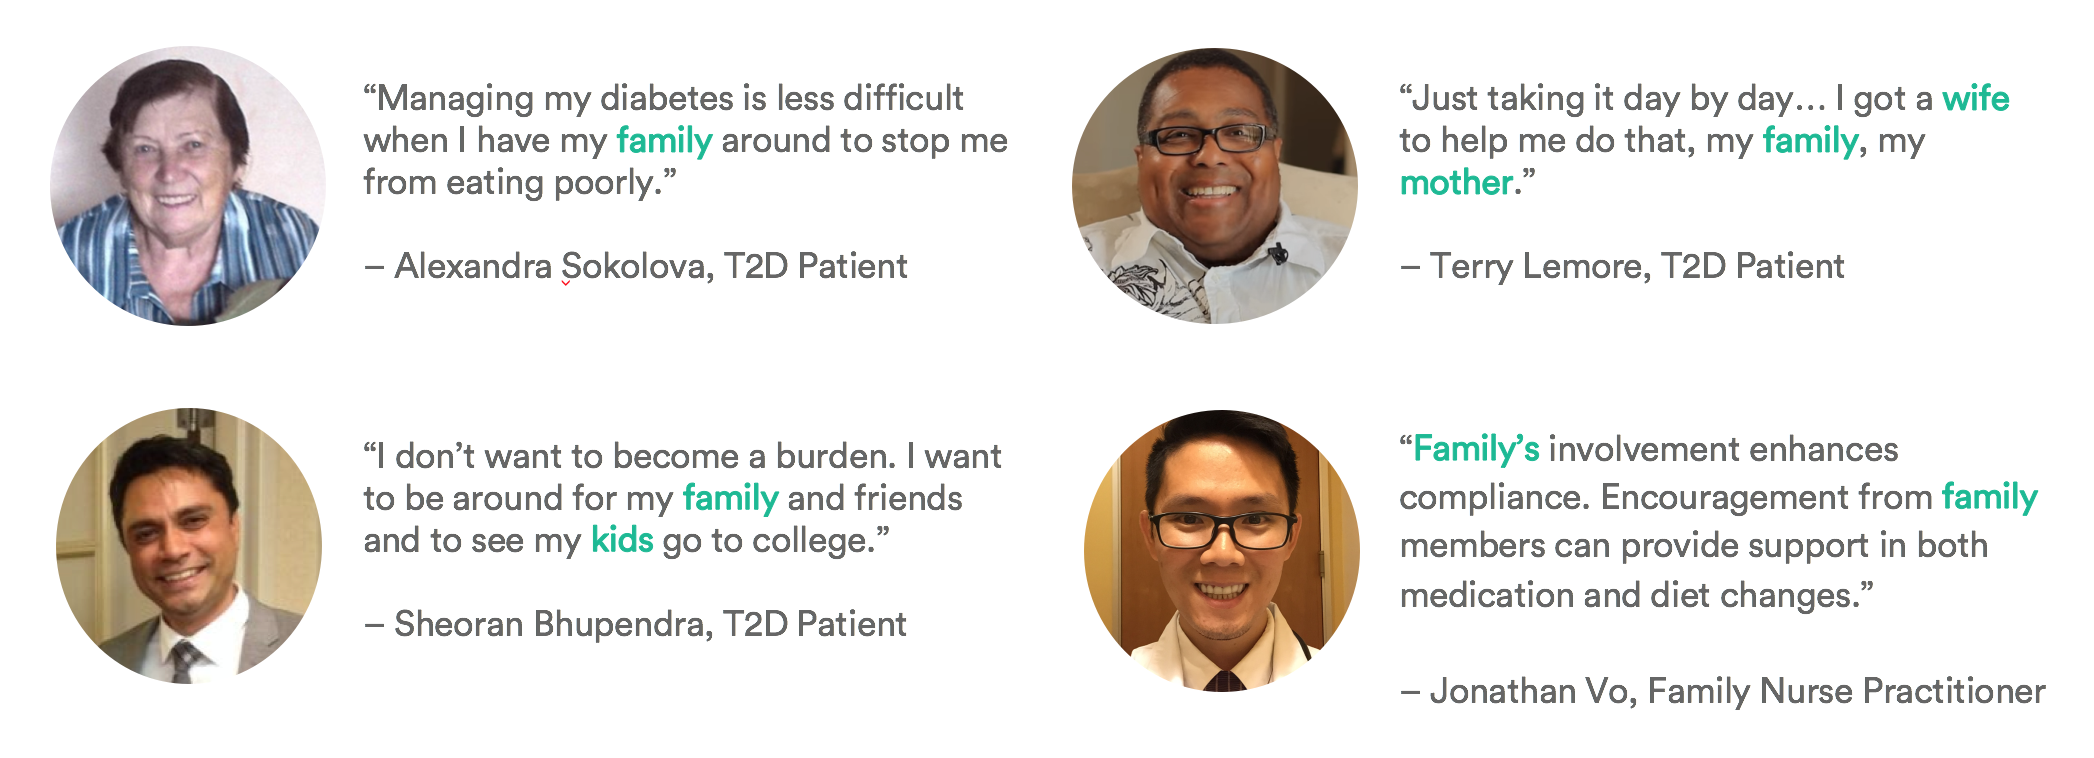 “Managing my diabetes is less difficult
when I have my family around to stop me
from eating poorly.”
– Alexandra Sokolova, T2D Patient
“Just taking it day by day… I got a wife
to help me do that, my family, my
mother.”
– Terry Lemore, T2D Patient
“I don’t want to become a burden. I want
to be around for my family and friends
and to see my kids go to college.”
– Sheoran Bhupendra, T2D Patient
“Family’s involvement enhances
compliance. Encouragement from family
members can provide support in both
medication and diet changes.”
– Jonathan Vo, Family Nurse Practitioner